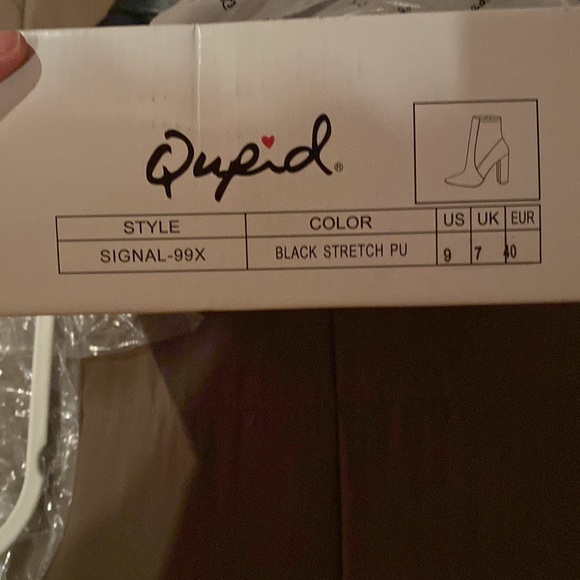 Qupid®
STYLE COLOR US UK EUR
SIGNAL-99X BLACK STRETCH PU 9 7 40